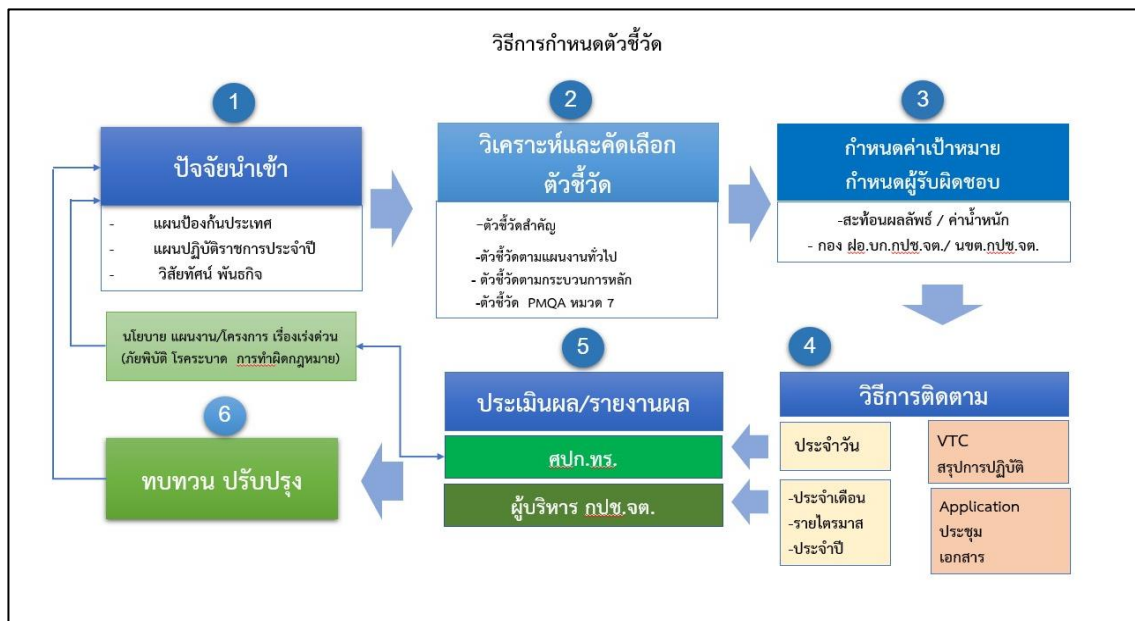 วิธีการกำหนดตัวชี้วัด
1
ปัจจัยนำเข้า
- แผนป้องกันประเทศ
- แผนปฏิบัติราชการประจำปี
- วิสัยทัศน์ พันธกิจ
2
วิเคราะห์และคัดเลือก
ตัวชี้วัด
-ตัวชี้วัดสำคัญ
-ตัวชี้วัดตามแผนงานทั่วไป
- ตัวชี้วัดตามกระบวนการหลัก
-ตัวชี้วัด PMQA หมวด 7
3
กำหนดค่าเป้าหมาย
กำหนดผู้รับผิดชอบ
-สะท้อนผลลัพธ์ / ค่าน้ำหนัก
- กอง ฝอ.บก.กปช.จต./ นขต.กปช.จต.
นโยบาย แผนงาน/โครงการ เรื่องเร่งด่วน
(ภัยพิบัติ โรคระบาด การทำผิดกฎหมาย)
4
วิธีการติดตาม
ประจำวัน
VTC
สรุปการปฏิบัติ
-ประจำเดือน
-รายไตรมาส
-ประจำปี
Application
ประชุม
เอกสาร
5
ประเมินผล/รายงานผล
ศปก.ทร.
ผู้บริหาร กปช.จต.
6
ทบทวน ปรับปรุง